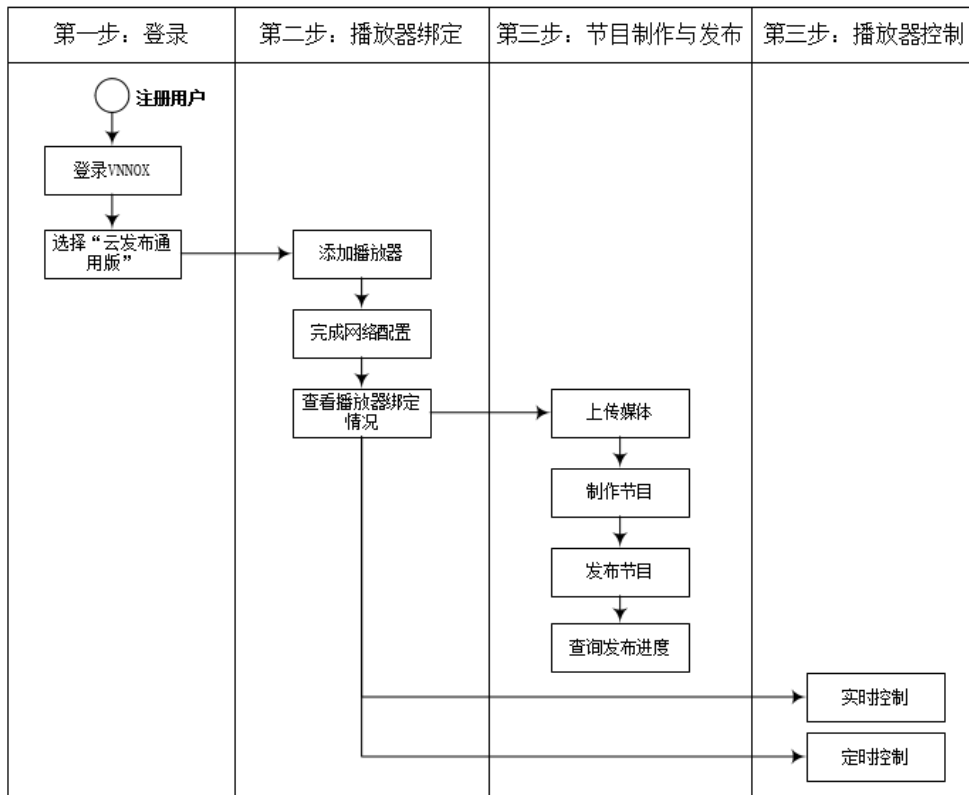 第一步：登录
第二步：播放器绑定
第三步：节目制作与发布
第三步：播放器控制
注册用户
登录VNNOX
选择“云发布通
用版”
添加播放器
完成网络配置
查看播放器绑定
情况
上传媒体
制作节目
发布节目
查询发布进度
实时控制
定时控制